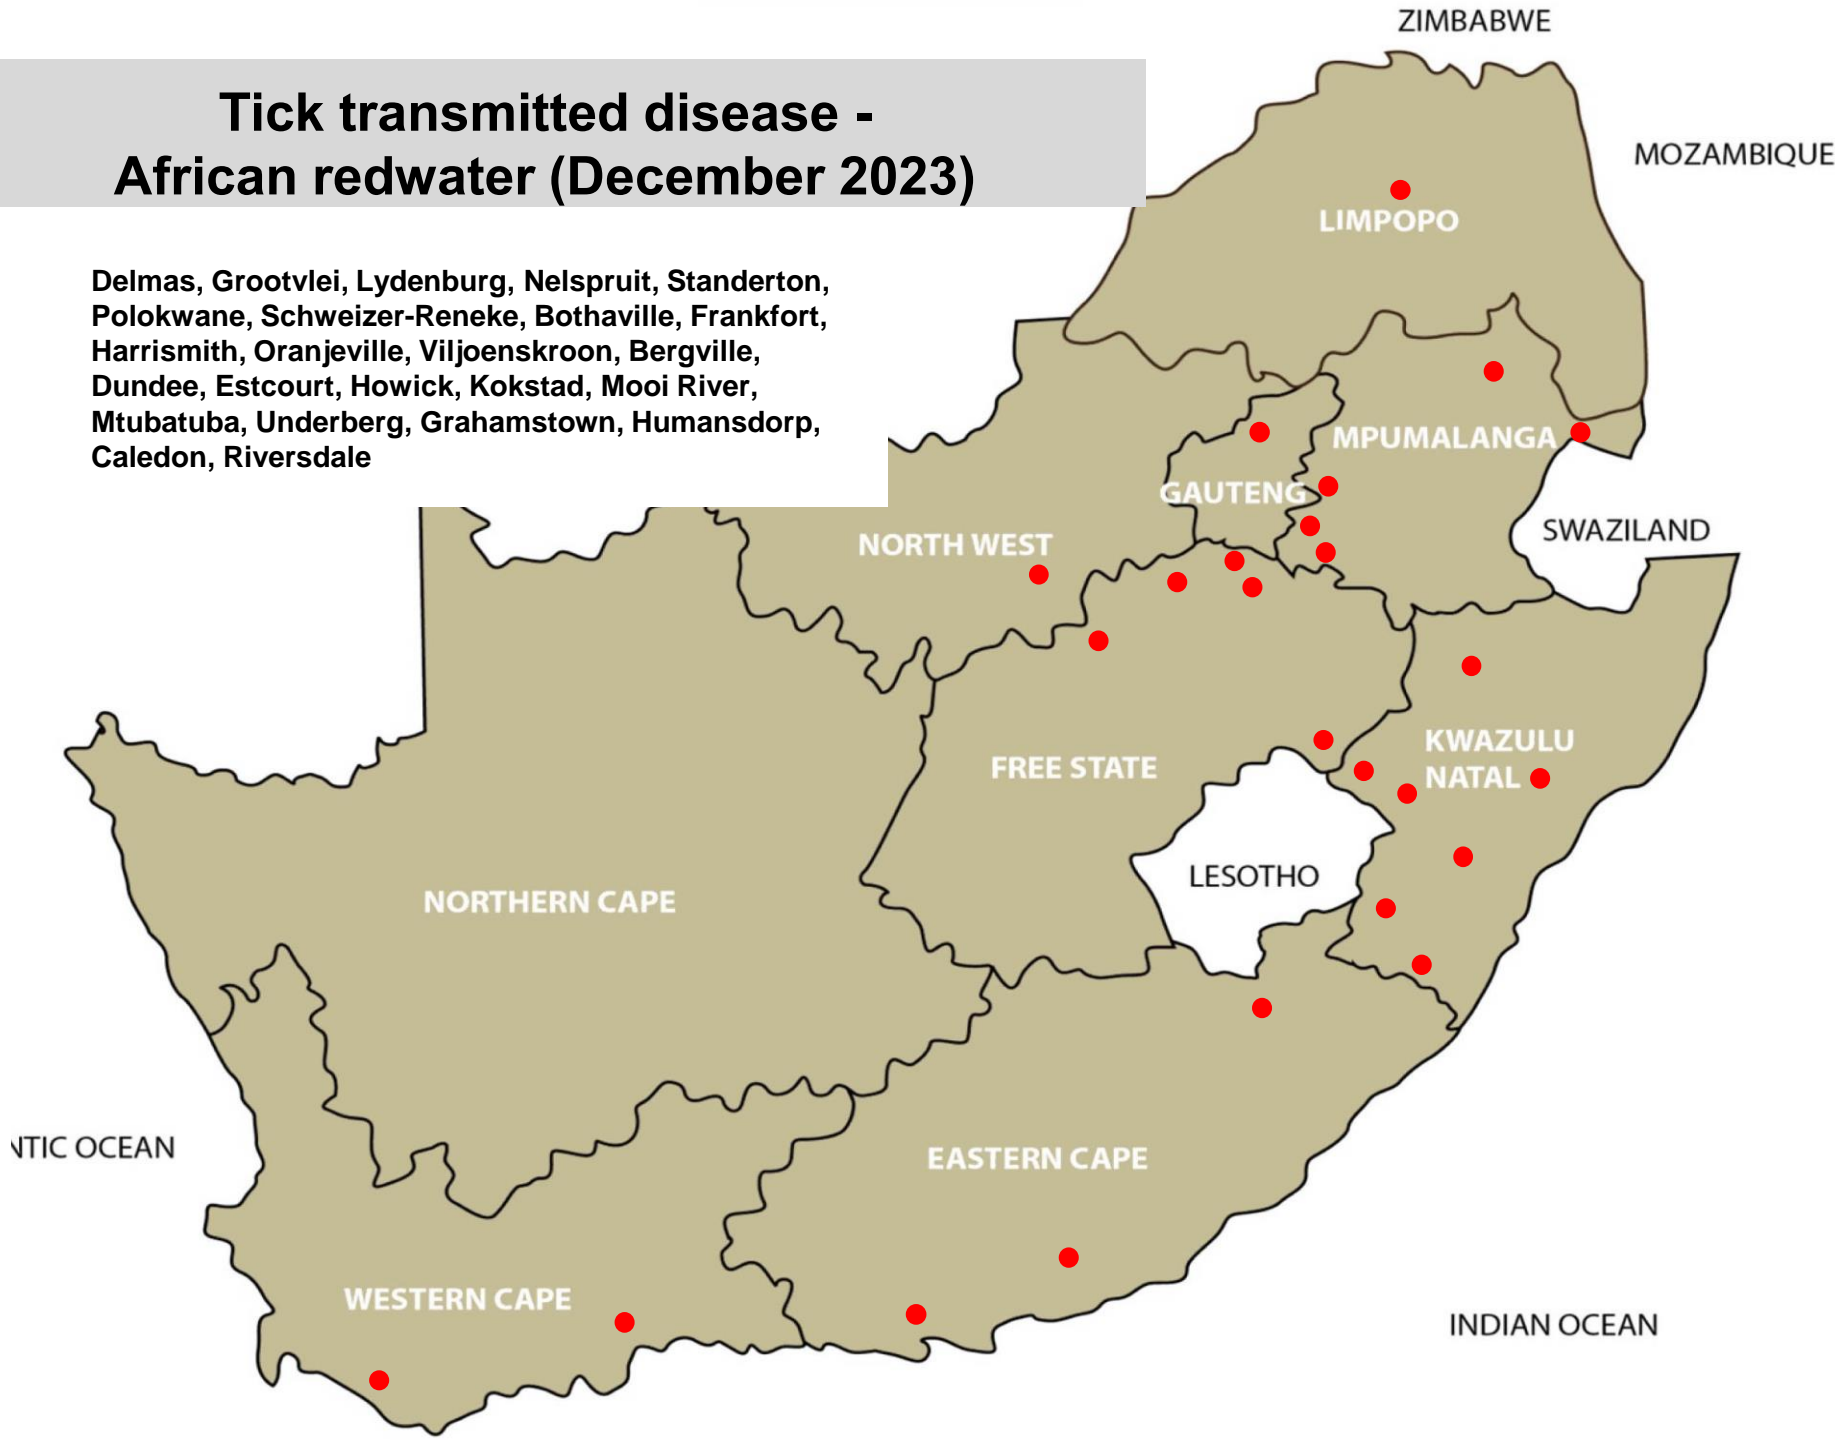 ZIMBABWE
Tick transmitted disease -
African redwater (December 2023)
MOZAMBIQUE
LIMPOPO
Delmas, Grootvlei, Lydenburg, Nelspruit, Standerton,
Polokwane, Schweizer-Reneke, Bothaville, Frankfort,
Harrismith, Oranjeville, Viljoenskroon, Bergville,
Dundee, Estcourt, Howick, Kokstad, Mooi River,
Mtubatuba, Underberg, Grahamstown, Humansdorp,
Caledon, Riversdale
MPUMALANGA
GAUTENG
SWAZILAND
NORTH WEST
KWAZULU
NATAL
FREE STATE
LESOTHO
NORTHERN CAPE
NTIC OCEAN
EASTERN CAPE
WESTERN CAPE
INDIAN OCEAN